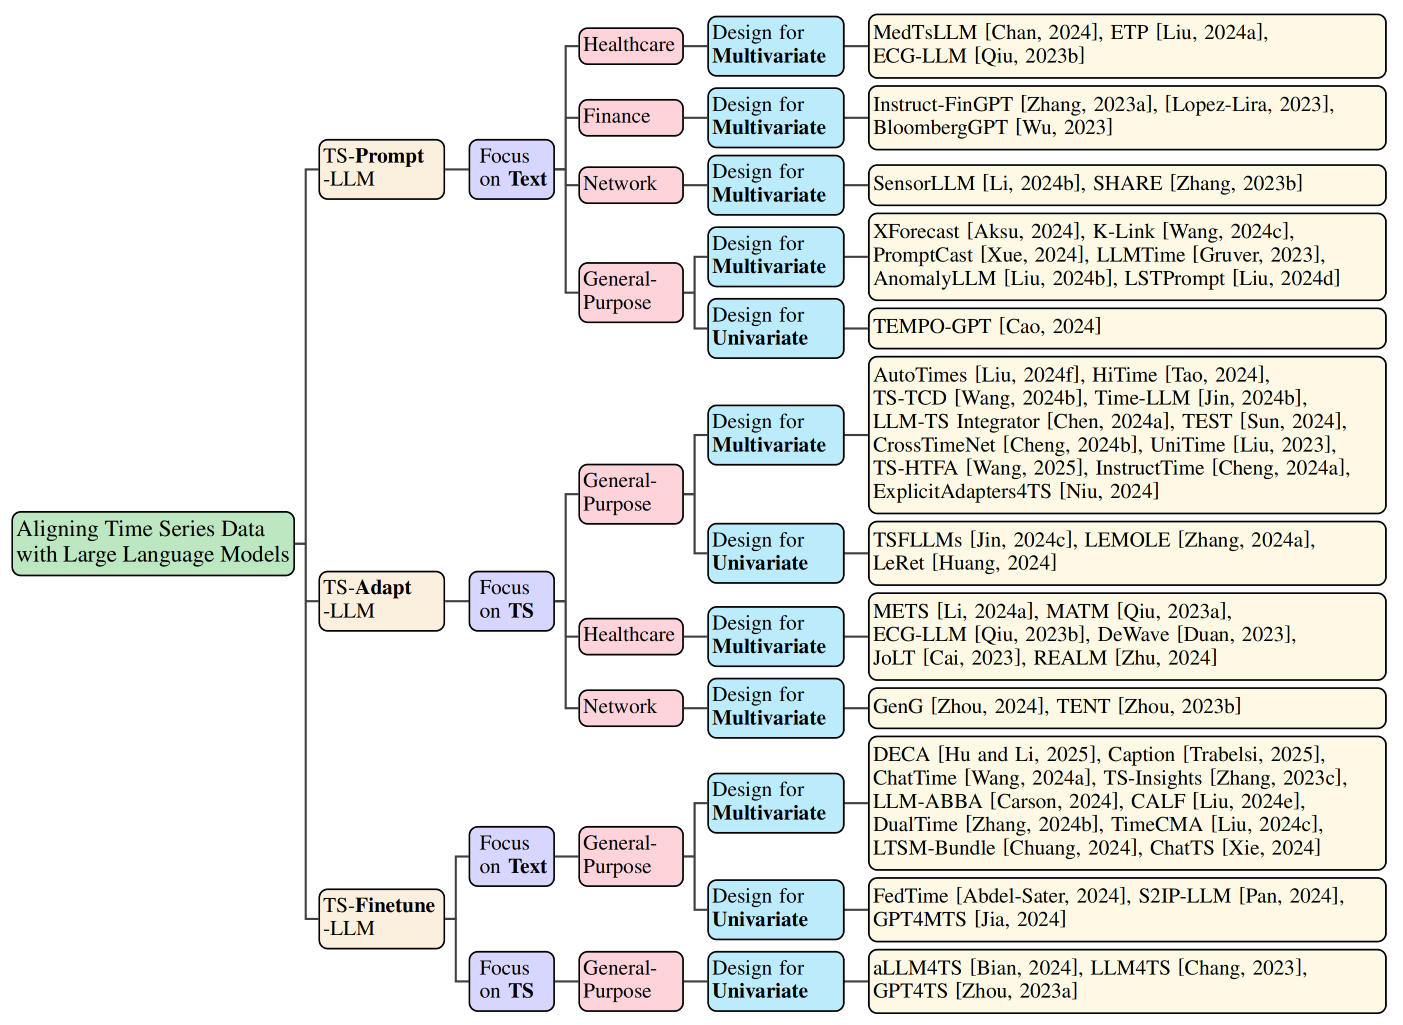 Aligning Time Series Data
with Large Language Models
TS-Prompt
-LLM
Focus
on Text
Healthcare
Design for
Multivariate
MedTsLLM [Chan, 2024], ETP [Liu, 2024a],
ECG-LLM [Qiu, 2023b]
Finance
Design for
Multivariate
Instruct-FinGPT [Zhang, 2023a], [Lopez-Lira, 2023],
BloombergGPT [Wu, 2023]
Network
Design for
Multivariate
SensorLLM [Li, 2024b], SHARE [Zhang, 2023b]
General-
Purpose
Design for
Multivariate
XForecast [Aksu, 2024], K-Link [Wang, 2024c],
PromptCast [Xue, 2024], LLMTime [Gruver, 2023],
AnomalyLLM [Liu, 2024b], LSTPrompt [Liu, 2024d]
Design for
Univariate
TEMPO-GPT [Cao, 2024]
TS-Adapt
-LLM
Focus
on TS
General-
Purpose
Design for
Multivariate
AutoTimes [Liu, 2024f], HiTime [Tao, 2024],
TS-TCD [Wang, 2024b], Time-LLM [Jin, 2024b],
LLM-TS Integrator [Chen, 2024a], TEST [Sun, 2024],
CrossTimeNet [Cheng, 2024b], UniTime [Liu, 2023],
TS-HTFA [Wang, 2025], InstructTime [Cheng, 2024a],
ExplicitAdapters4TS [Niu, 2024]
Design for
Univariate
TSFLLMs [Jin, 2024c], LEMOLE [Zhang, 2024a],
LeRet [Huang, 2024]
Healthcare
Design for
Multivariate
METS [Li, 2024a], MATM [Qiu, 2023a],
ECG-LLM [Qiu, 2023b], DeWave [Duan, 2023],
JoLT [Cai, 2023], REALM [Zhu, 2024]
Network
Design for
Multivariate
GenG [Zhou, 2024], TENT [Zhou, 2023b]
TS-Finetune
-LLM
Focus
on Text
General-
Purpose
Design for
Multivariate
DECA [Hu and Li, 2025], Caption [Trabelsi, 2025],
ChatTime [Wang, 2024a], TS-Insights [Zhang, 2023c],
LLM-ABBA [Carson, 2024], CALF [Liu, 2024e],
DualTime [Zhang, 2024b], TimeCMA [Liu, 2024c],
LTSM-Bundle [Chuang, 2024], ChatTS [Xie, 2024]
Design for
Univariate
FedTime [Abdel-Sater, 2024], S2IP-LLM [Pan, 2024],
GPT4MTS [Jia, 2024]
Focus
on TS
General-
Purpose
Design for
Univariate
aLLM4TS [Bian, 2024], LLM4TS [Chang, 2023],
GPT4TS [Zhou, 2023a]